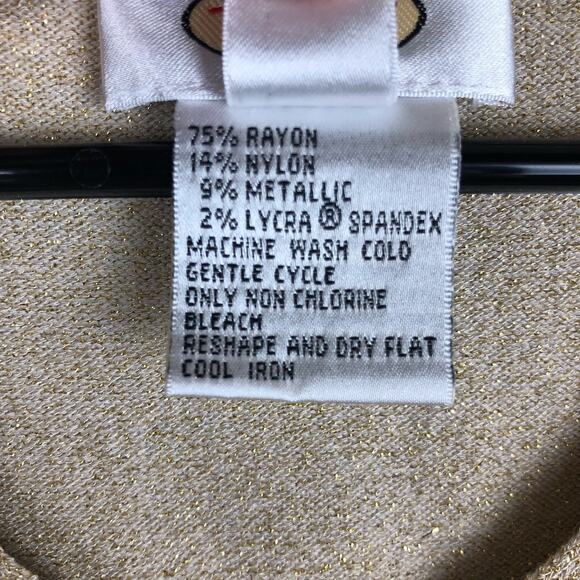 75% RAYON
14% NYLON
9% METALLIC
2% LYCRA ® SPANDEX
MACHINE WASH COLD
GENTLE CYCLE
ONLY NON CHLORINE
BLEACH
RESHAPE AND DRY FLAT
COOL IRON